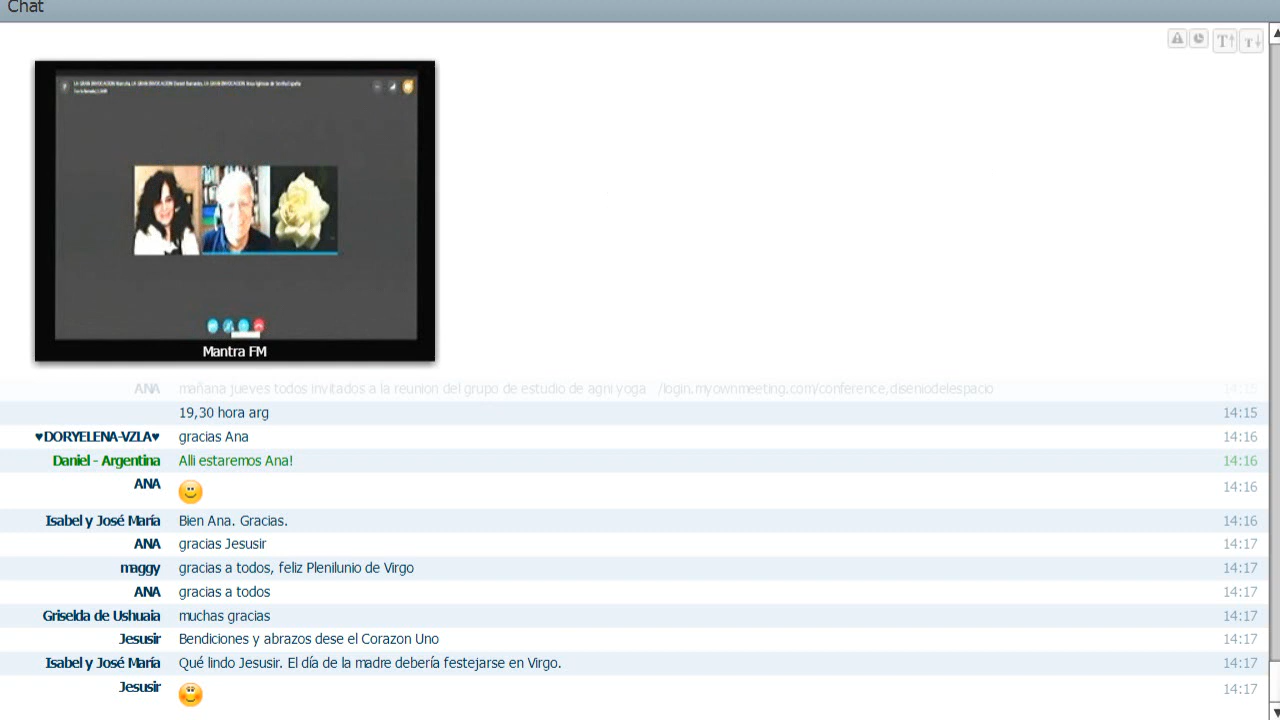 Chat
Mantra FM
ANA mañana jueves todos invitados a la reunion del grupo de estudio de agni yoga /login.myownmeeting.com/conference,diseniodelespacio 14:15
19,30 hora arg 14:15
♥DORYELENA-VZLA♥ gracias Ana 14:16
Daniel - Argentina Alli estaremos Ana! 14:16
ANA 14:16
Isabel y José María Bien Ana. Gracias. 14:16
ANA gracias Jesusir 14:17
maggy gracias a todos, feliz Plenilunio de Virgo 14:17
ANA gracias a todos 14:17
Griselda de Ushuaia muchas gracias 14:17
Jesusir Bendiciones y abrazos dese el Corazon Uno 14:17
Isabel y José María Qué lindo Jesusir. El día de la madre debería festejarse en Virgo. 14:17
Jesusir 14:17